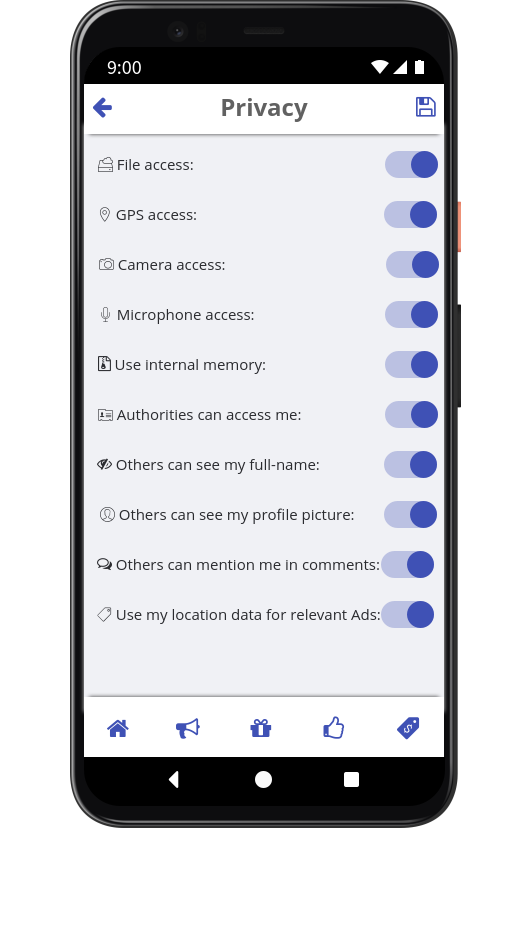 9:00
Privacy
File access:
GPS access:
Camera access:
Microphone access:
Use internal memory:
Authorities can access me:
Others can see my full-name:
Others can see my profile picture:
Others can mention me in comments:
Use my location data for relevant Ads: